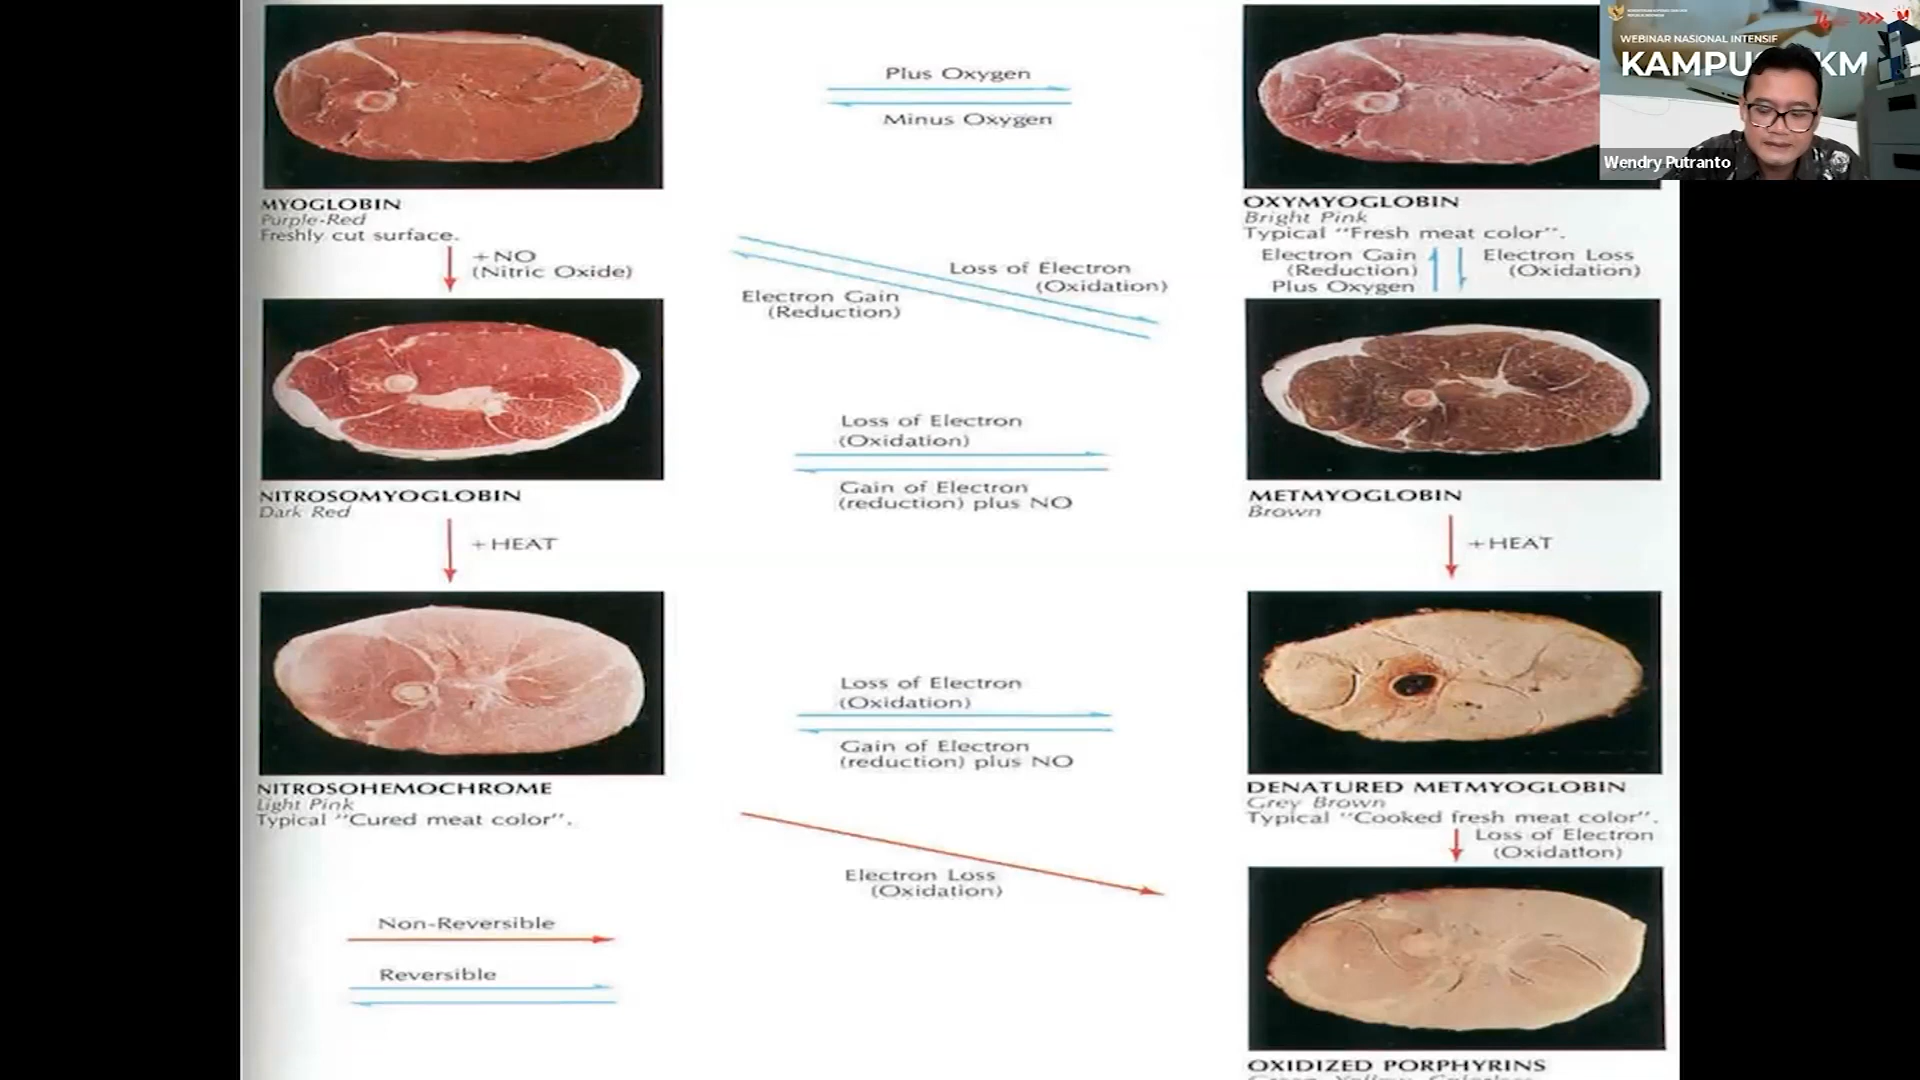 Plus Oxygen
Minus Oxygen
WEBINAR NASIONAL INTENSIF
KAMPUS
KM
Wendry Putranto
MYOGLOBIN
Purple-Red
Freshly cut surface.
+NO
(Nitric Oxide)
OXYMYOGLOBIN
Bright Pink
Typical "Fresh meat color".
Electron Gain
(Reduction)
Plus Oxygen
Electron Loss
(Oxidation)
Loss of Electron
(Oxidation)
Electron Gain
(Reduction)
Loss of Electron
(Oxidation)
Gain of Electron
(reduction) plus NO
NITROSOMYOGLOBIN
Dark Red
+HEAT
METMYOGLOBIN
Brown
+HEAT
Loss of Electron
(Oxidation)
Gain of Electron
(reduction) plus NO
NITROSOHEMOCHROME
Light Pink
Typical "Cured meat color".
DENATURED METMYOGLOBIN
Grey Brown
Typical "Cooked fresh meat color".
Loss of Electron
(Oxidation)
Electron Loss
(Oxidation)
Non-Reversible
Reversible
OXIDIZED PORPHYRINS